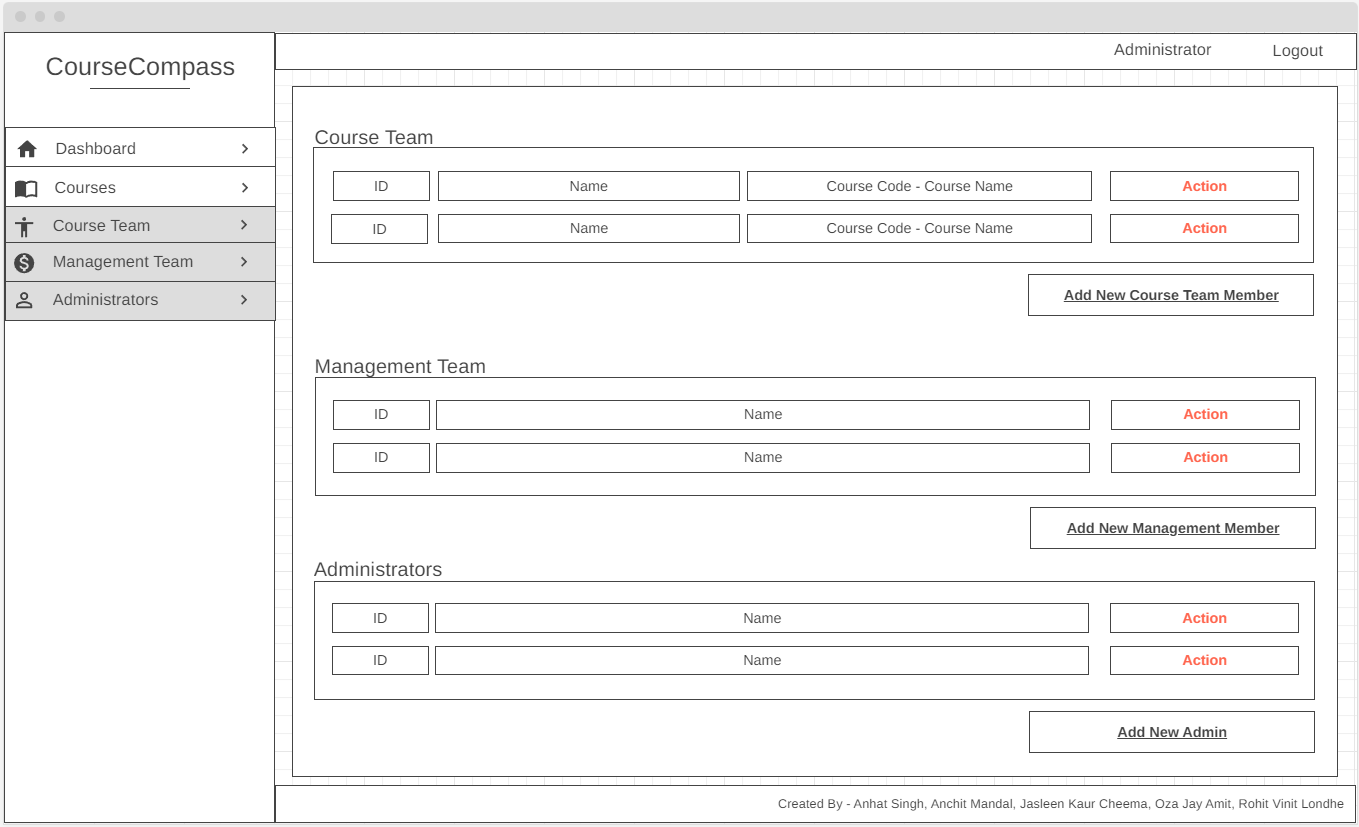 CourseCompass
Administrator Logout
Dashboard
Courses
Course Team
Management Team
Administrators
Course Team
ID Name Course Code - Course Name Action
ID Name Course Code - Course Name Action
Add New Course Team Member
Management Team
ID Name Action
ID Name Action
Add New Management Member
Administrators
ID Name Action
ID Name Action
Add New Admin
Created By - Anhat Singh, Anchit Mandal, Jasleen Kaur Cheema, Oza Jay Amit, Rohit Vinit Londhe